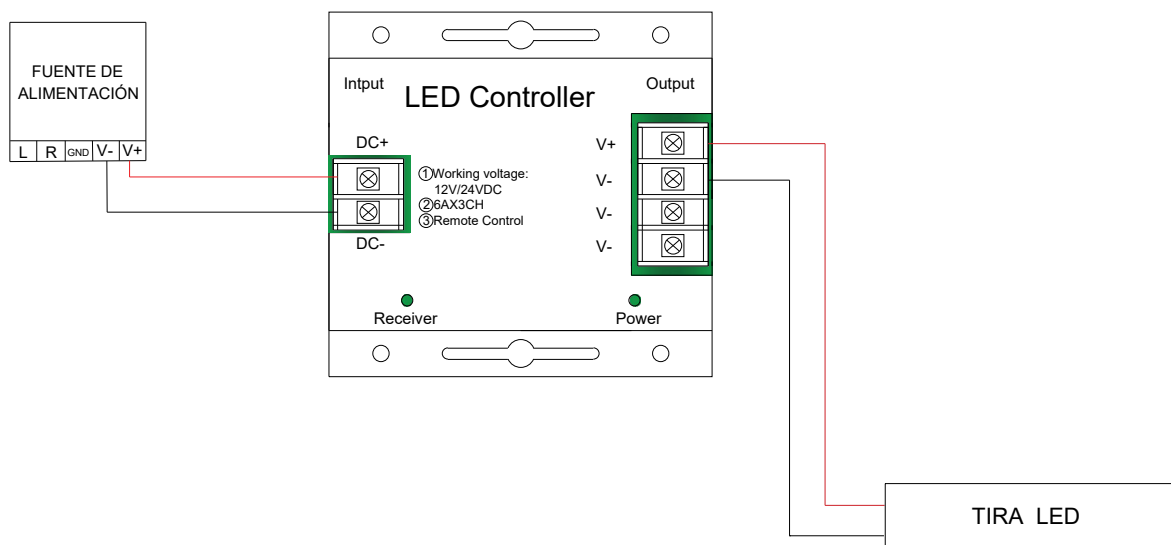 FUENTE DE
ALIMENTACIÓN
L R GND V- V+
Intput
LED Controller
Output
DC+
①Working voltage:
12V/24VDC
②6AX3CH
③Remote Control
DC-
V+
V-
V-
V-
Receiver
Power
TIRA LED